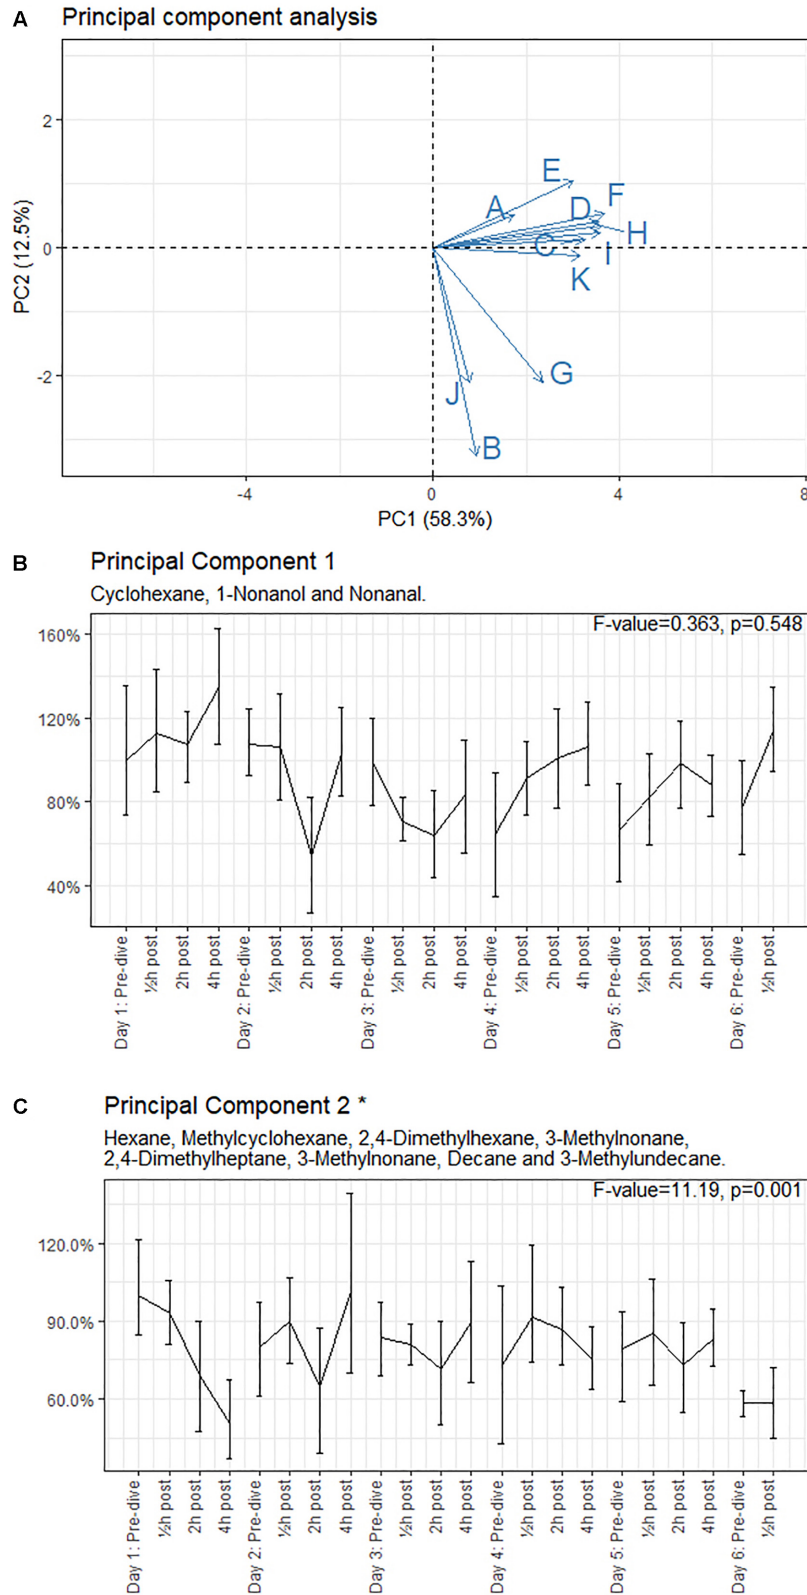 A Principal component analysis
PC2 (12.5%)
2
0
-2
E
A
D
F
H
C
I
K
G
J
B
-4
0
4
8
PC1 (58.3%)
B Principal Component 1
Cyclohexane, 1-Nonanol and Nonanal.
F-value=0.363, p=0.548
160%
120%
80%
40%
Day 1: Pre-dive
½h post
2h post
4h post
Day 2: Pre-dive
½h post
2h post
4h post
Day 3: Pre-dive
½h post
2h post
4h post
Day 4: Pre-dive
½h post
2h post
4h post
Day 5: Pre-dive
½h post
2h post
4h post
Day 6: Pre-dive
½h post
C Principal Component 2 *
Hexane, Methylcyclohexane, 2,4-Dimethylhexane, 3-Methylnonane,
2,4-Dimethylheptane, 3-Methylnonane, Decane and 3-Methylundecane.
F-value=11.19, p=0.001
120.0%
90.0%
60.0%
Day 1: Pre-dive
½h post
2h post
4h post
Day 2: Pre-dive
½h post
2h post
4h post
Day 3: Pre-dive
½h post
2h post
4h post
Day 4: Pre-dive
½h post
2h post
4h post
Day 5: Pre-dive
½h post
2h post
4h post
Day 6: Pre-dive
½h post